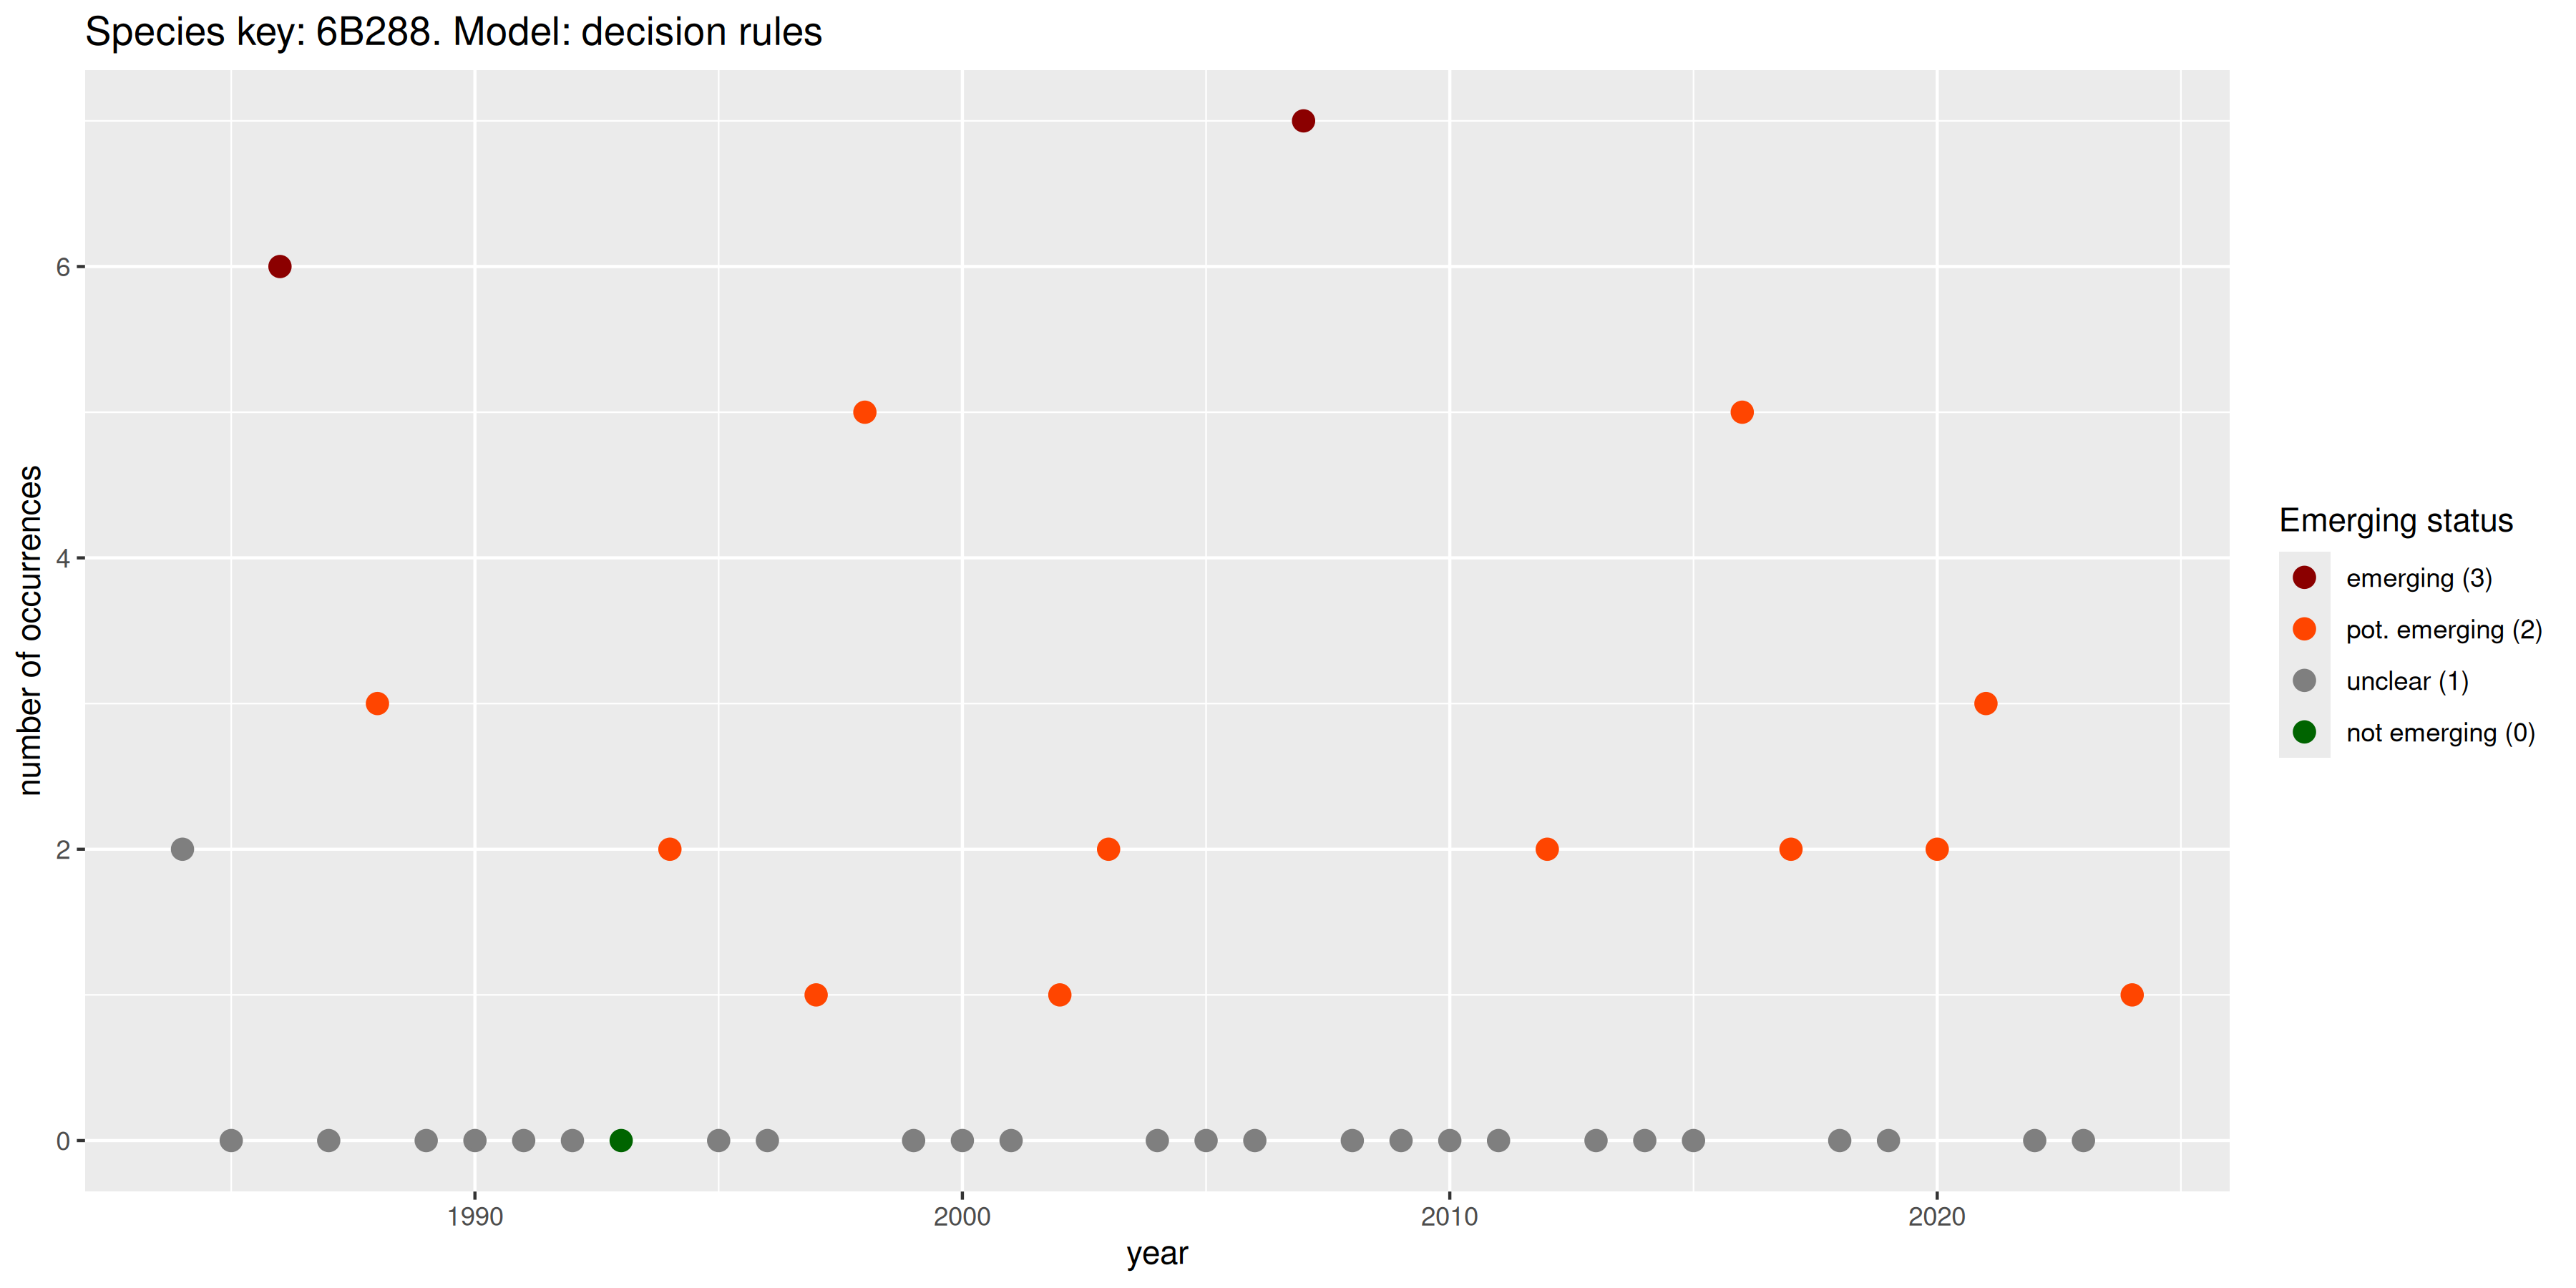 Species key: 6B288. Model: decision rules
number of occurrences
6
4
2
0
1990
2000
2010
2020
year
Emerging status
emerging (3)
pot. emerging (2)
unclear (1)
not emerging (0)